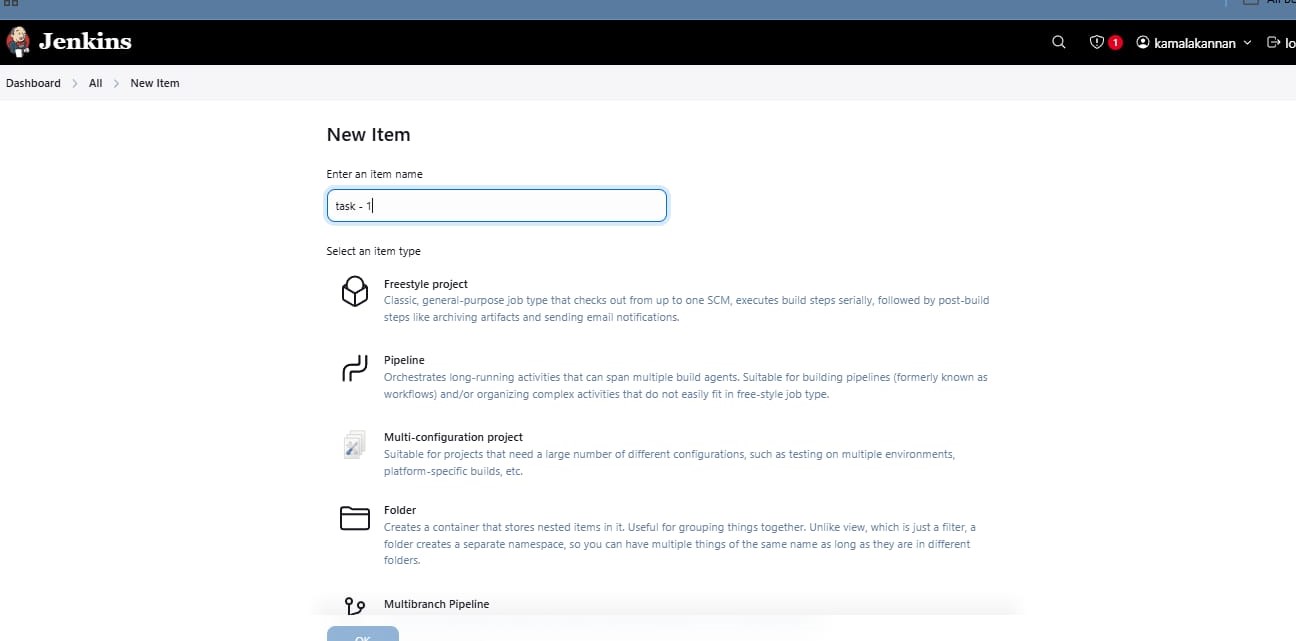 Jenkins
1
kamalakannan
Dashboard > All > New Item
New Item
Enter an item name
task - 1
Select an item type
Freestyle project
Classic, general-purpose job type that checks out from up to one SCM, executes build steps serially, followed by post-build
steps like archiving artifacts and sending email notifications.
Pipeline
Orchestrates long-running activities that can span multiple build agents. Suitable for building pipelines (formerly known as
workflows) and/or organizing complex activities that do not easily fit in free-style job type.
Multi-configuration project
Suitable for projects that need a large number of different configurations, such as testing on multiple environments,
platform-specific builds, etc.
Folder
Creates a container that stores nested items in it. Useful for grouping things together. Unlike view, which is just a filter, a
folder creates a separate namespace, so you can have multiple things of the same name as long as they are in different
folders.
Multibranch Pipeline
OK